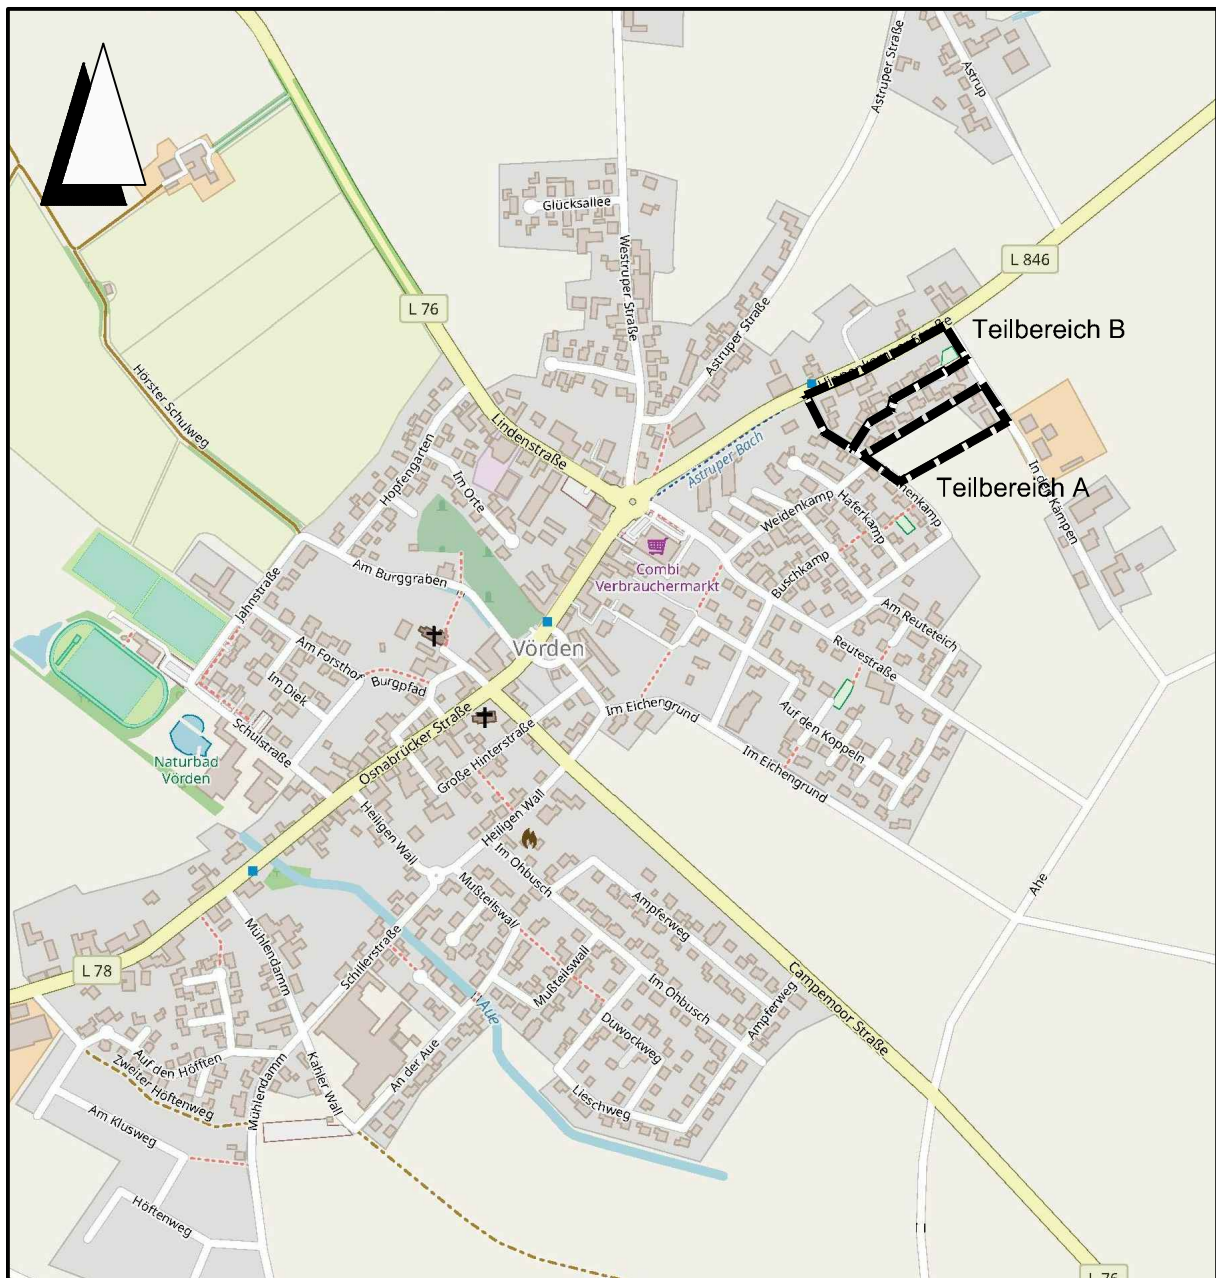 Astruper Straße
Astrup
Glücksallee
Westruper Straße
L 846
L 76
Astruper Straße
Teilbereich B
Hörster Schulweg
Lindenstraße
Hopfengarten
Im Orte
Astruper Bach
Teilbereich A
In den Kämpen
Weidenkamp
Haferkamp
Buschkamp
Combi
Verbrauchermarkt
Am Burggraben
Jahnstraße
Am Reuteteich
Reutestraße
Vörden
Am Forsthof
Burgpfad
Im Diek
Im Eichengrund
Auf den Koppeln
Schulstraße
Osnabrücker Straße
Große Hinterstraße
Im Eichengrund
Naturbad
Vörden
Heiligen Wall
Heiligen Wall
Im Ohbusch
Mußteilswall
Ampferweg
Ahe
Mühlendamm
Schillerstraße
L 78
Mußteilswall
Im Ohbusch
Campemoor Straße
Ampferweg
Aue
Duwockweg
Auf den Höfften
Zweiter Höftenweg
Mühlendamm
Kahler Wall
An der Aue
Lieschweg
Am Klusweg
Höftenweg
L 76